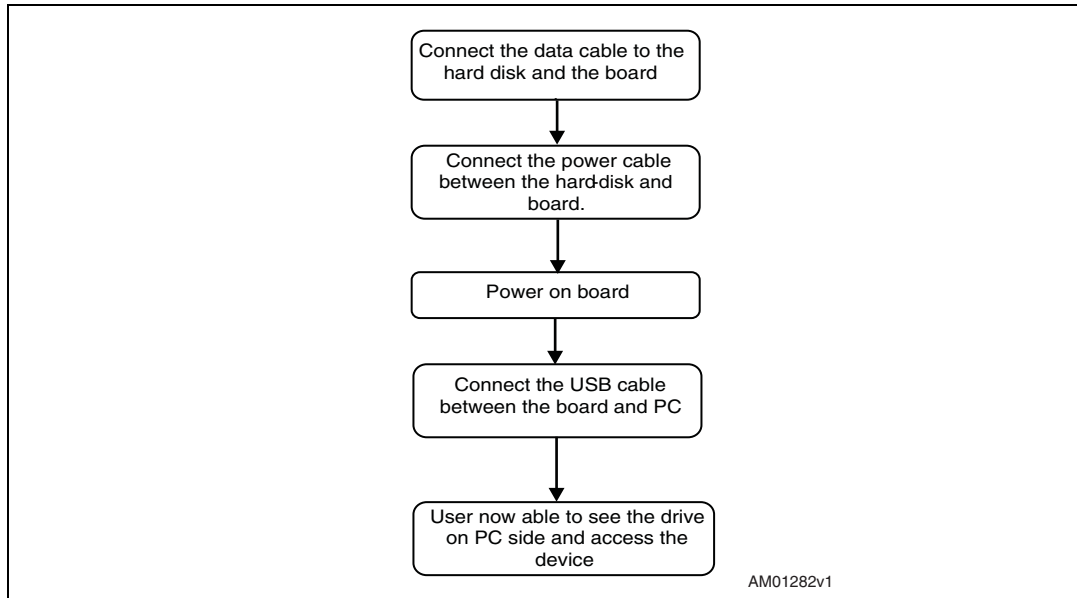 Connect the data cable to the
hard disk and the board
Connect the power cable
between the hard-disk and
board.
Power on board
Connect the USB cable
between the board and PC
User now able to see the drive
on PC side and access the
device
AM01282v1